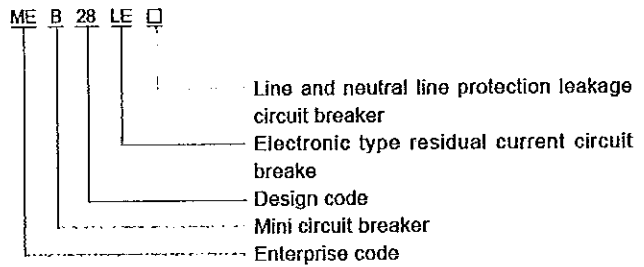 ME B 28 LE □
Line and neutral line protection leakage
circuit breaker
Electronic type residual current circuit
breake
Design code
Mini circuit breaker
Enterprise code